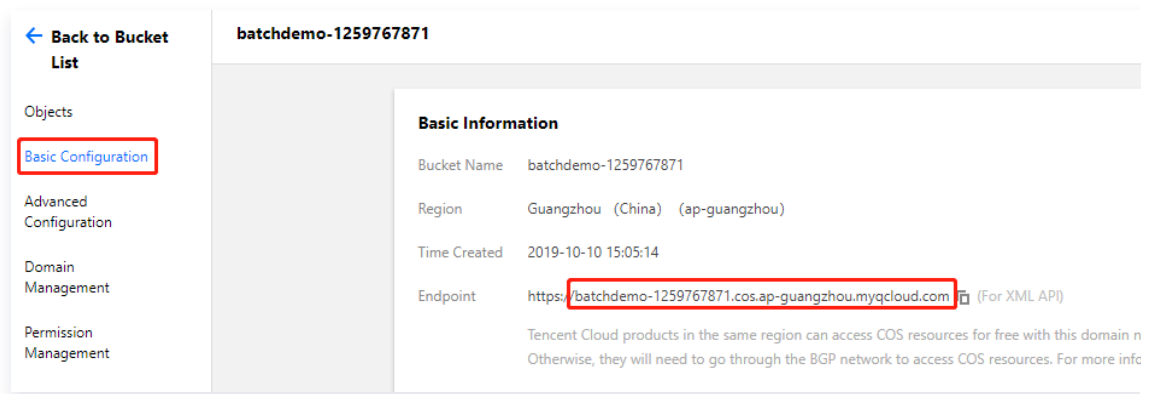 Back to Bucket
List
batchdemo-1259767871
Objects
Basic Configuration
Advanced
Configuration
Domain
Management
Permission
Management
Basic Information
Bucket Name batchdemo-1259767871
Region Guangzhou (China) (ap-guangzhou)
Time Created 2019-10-10 15:05:14
Endpoint https://batchdemo-1259767871.cos.ap-guangzhou.myqcloud.com (For XML API)
Tencent Cloud products in the same region can access COS resources for free with this domain n
Otherwise, they will need to go through the BGP network to access COS resources. For more info